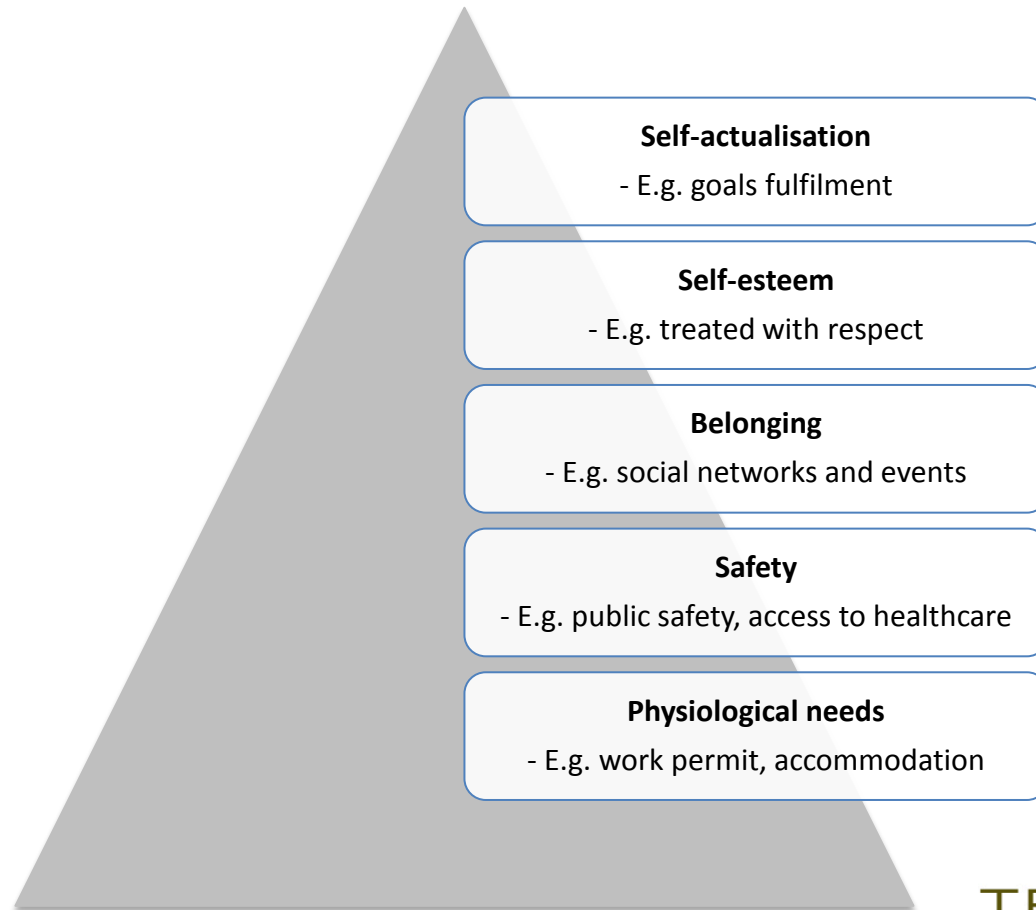 Self-actualisation
- E.g. goals fulfilment
Self-esteem
- E.g. treated with respect
Belonging
- E.g. social networks and events
Safety
- E.g. public safety, access to healthcare
Physiological needs
- E.g. work permit, accommodation